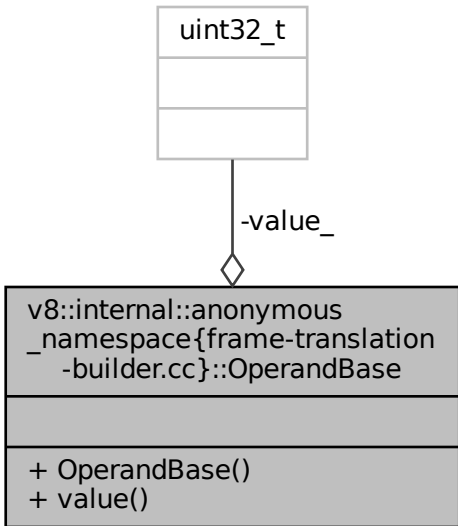 uint32_t
-value_
v8::internal::anonymous
_namespace{frame-translation
-builder.cc}::OperandBase
+ OperandBase()
+ value()